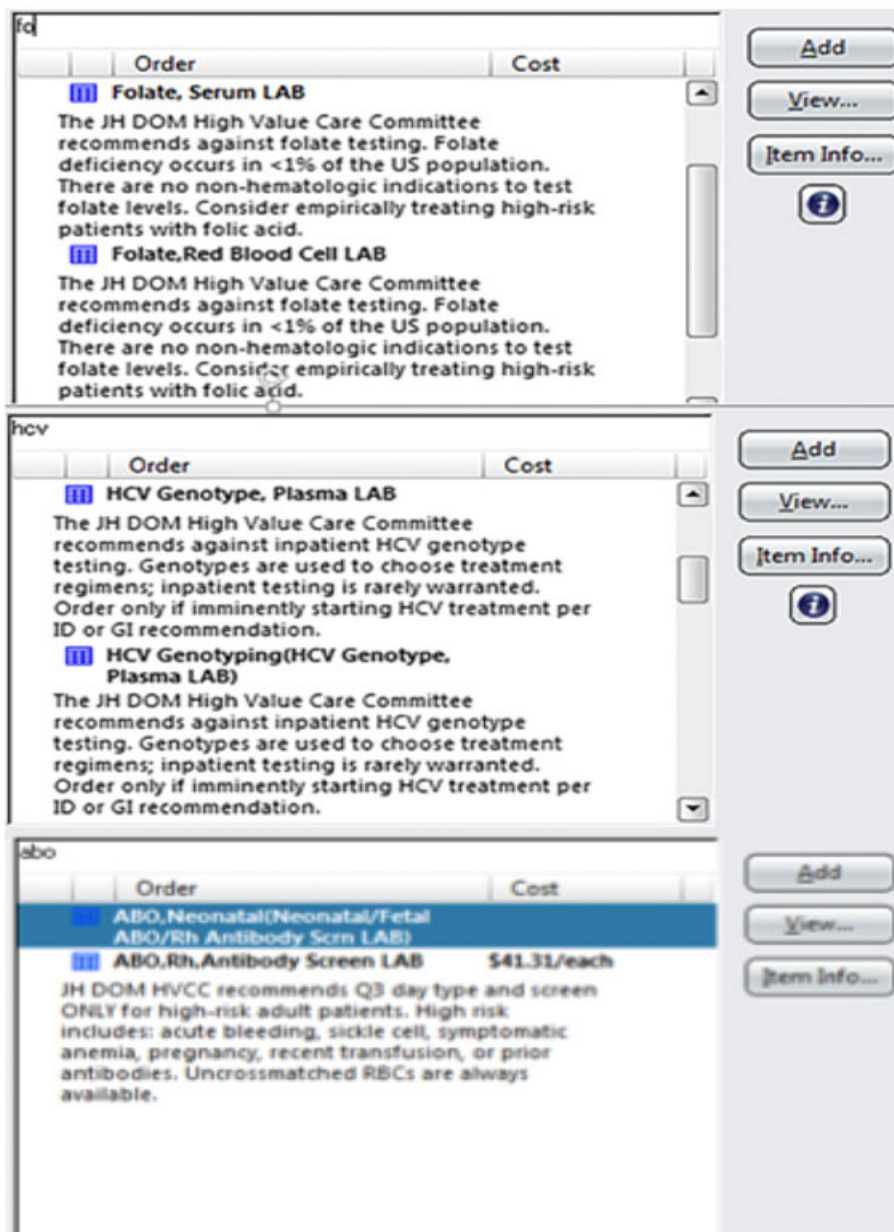 fo
Order Cost
Folate, Serum LAB
The JH DOM High Value Care Committee
recommends against folate testing. Folate
deficiency occurs in <1% of the US population.
There are no non-hematologic indications to test
folate levels. Consider empirically treating high-risk
patients with folic acid.
Folate,Red Blood Cell LAB
The JH DOM High Value Care Committee
recommends against folate testing. Folate
deficiency occurs in <1% of the US population.
There are no non-hematologic indications to test
folate levels. Consider empirically treating high-risk
patients with folic acid.
Add
View...
Item Info...
hcv
Order Cost
HCV Genotype, Plasma LAB
The JH DOM High Value Care Committee
recommends against inpatient HCV genotype
testing. Genotypes are used to choose treatment
regimens; inpatient testing is rarely warranted.
Order only if imminently starting HCV treatment per
ID or GI recommendation.
HCV Genotyping(HCV Genotype,
Plasma LAB)
The JH DOM High Value Care Committee
recommends against inpatient HCV genotype
testing. Genotypes are used to choose treatment
regimens; inpatient testing is rarely warranted.
Order only if imminently starting HCV treatment per
ID or GI recommendation.
Add
View...
Item Info...
abo
Order Cost
ABO,Neonatal(Neonatal/Fetal
ABO/Rh Antibody Scrn LAB)
ABO,Rh,Antibody Screen LAB $41.31/each
JH DOM HVCC recommends Q3 day type and screen
ONLY for high-risk adult patients. High risk
includes: acute bleeding, sickle cell, symptomatic
anemia, pregnancy, recent transfusion, or prior
antibodies. Uncrossmatched RBCs are always
available.
Add
View...
Item Info...